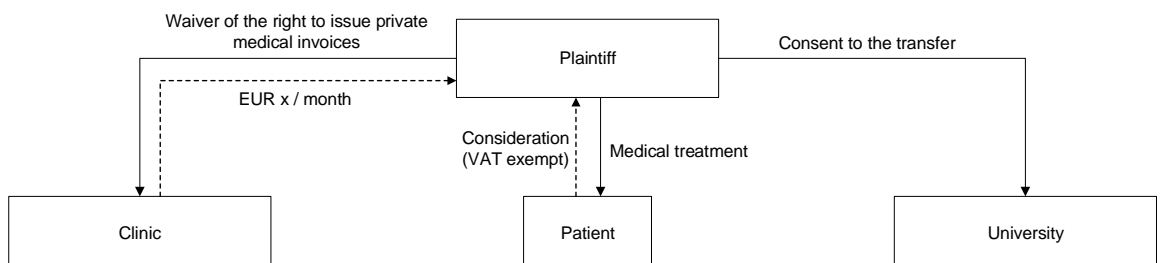 Waiver of the right to issue private
medical invoices
Plaintiff
Consent to the transfer
EUR x / month
Consideration
(VAT exempt)
Medical treatment
Clinic
Patient
University